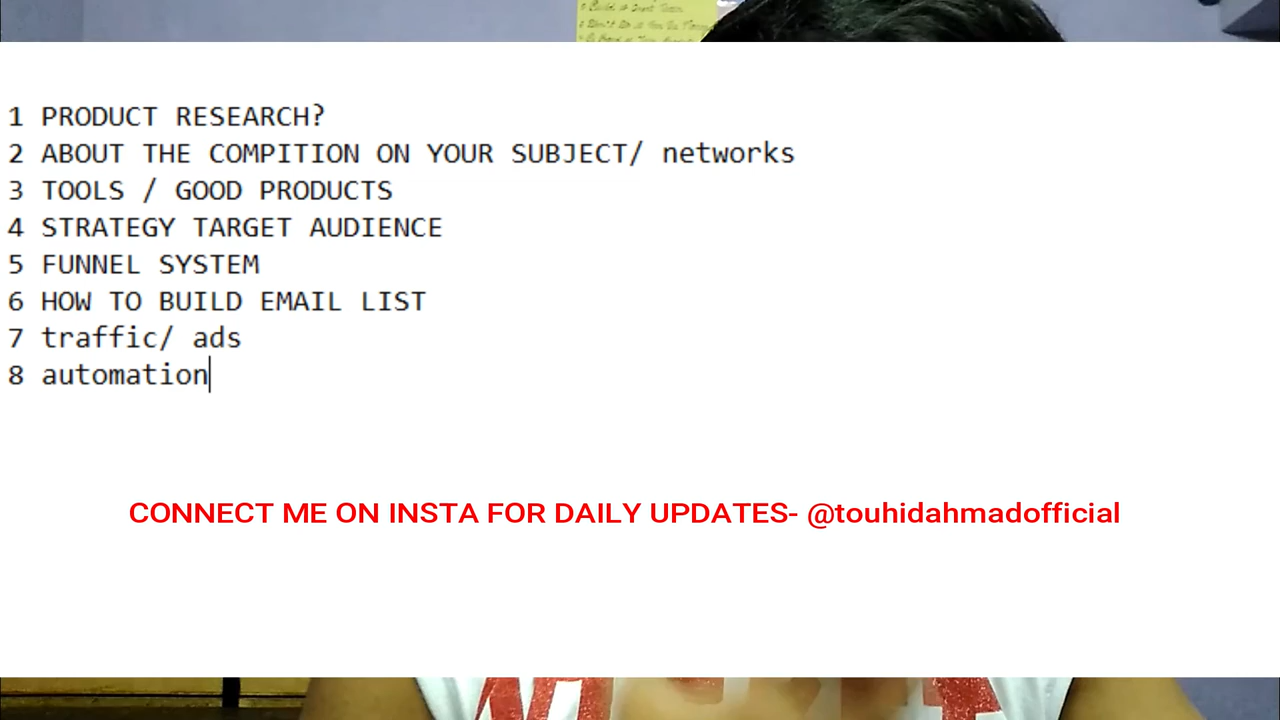 1 PRODUCT RESEARCH?
2 ABOUT THE COMPITION ON YOUR SUBJECT/ networks
3 TOOLS / GOOD PRODUCTS
4 STRATEGY TARGET AUDIENCE
5 FUNNEL SYSTEM
6 HOW TO BUILD EMAIL LIST
7 traffic/ ads
8 automation
CONNECT ME ON INSTA FOR DAILY UPDATES- @touhidahmadofficial